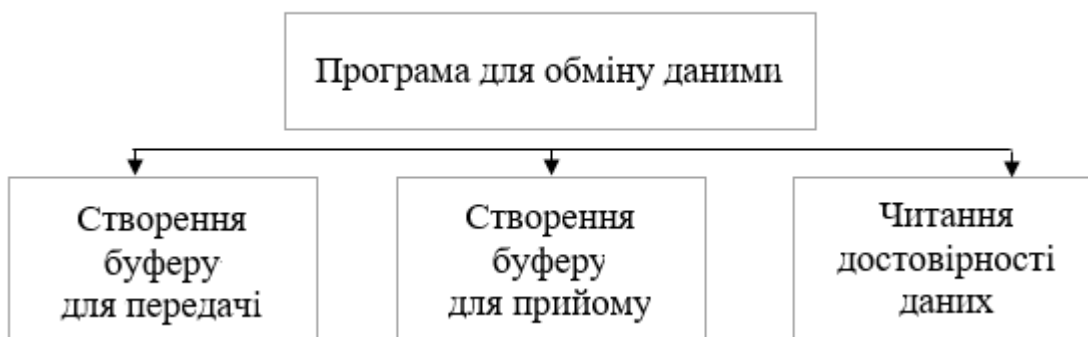 Програма для обміну даними
Створення
буферу
для передачі
Створення
буферу
для прийому
Читання
достовірності
даних